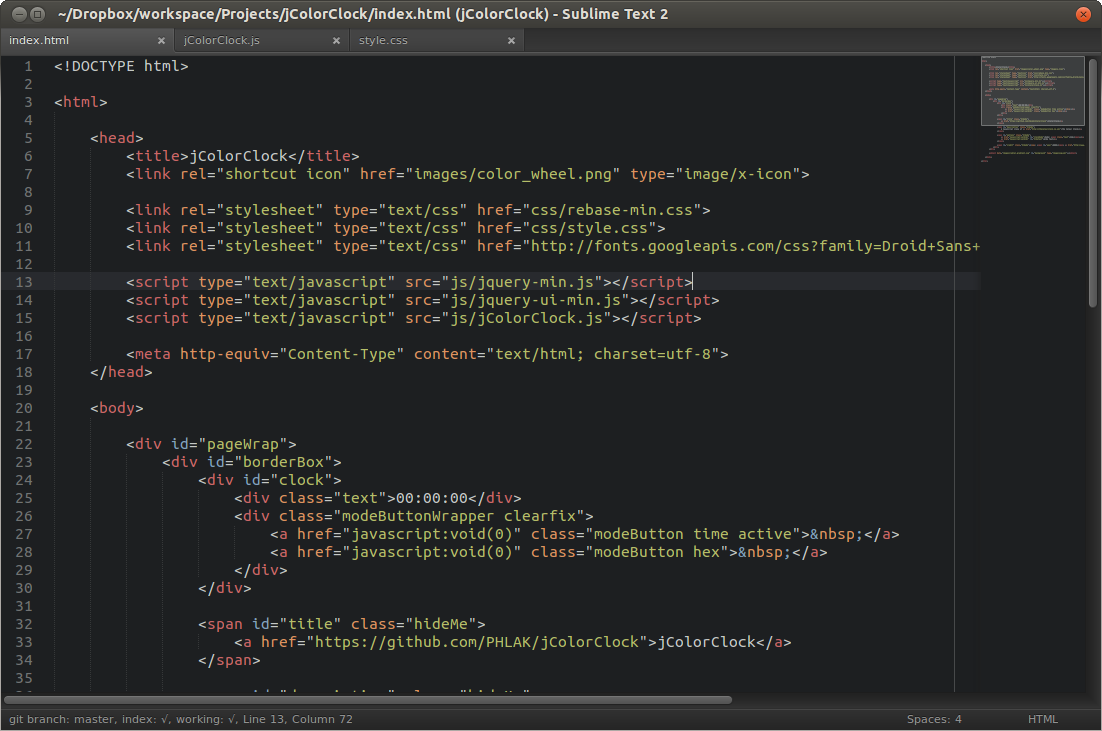 ~/Dropbox/workspace/Projects/jColorClock/index.html (jColorClock) - Sublime Text 2
index.html × jColorClock.js × style.css ×
1 <!DOCTYPE html>
2
3 <html>
4
5     <head>
6         <title>jColorClock</title>
7         <link rel="shortcut icon" href="images/color_wheel.png" type="image/x-icon">
8
9         <link rel="stylesheet" type="text/css" href="css/rebase-min.css">
10         <link rel="stylesheet" type="text/css" href="css/style.css">
11         <link rel="stylesheet" type="text/css" href="http://fonts.googleapis.com/css?family=Droid+Sans+
12
13         <script type="text/javascript" src="js/jquery-min.js"></script>
14         <script type="text/javascript" src="js/jquery-ui-min.js"></script>
15         <script type="text/javascript" src="js/jColorClock.js"></script>
16
17         <meta http-equiv="Content-Type" content="text/html; charset=utf-8">
18     </head>
19
20     <body>
21
22         <div id="pageWrap">
23             <div id="borderBox">
24                 <div id="clock">
25                     <div class="text">00:00:00</div>
26                     <div class="modeButtonWrapper clearfix">
27                         <a href="javascript:void(0)" class="modeButton time active">&nbsp;</a>
28                         <a href="javascript:void(0)" class="modeButton hex">&nbsp;</a>
29                     </div>
30                 </div>
31
32                 <span id="title" class="hideMe">
33                     <a href="https://github.com/PHLAK/jColorClock">jColorClock</a>
34                 </span>
35
git branch: master, index: √, working: √, Line 13, Column 72 Spaces: 4 HTML